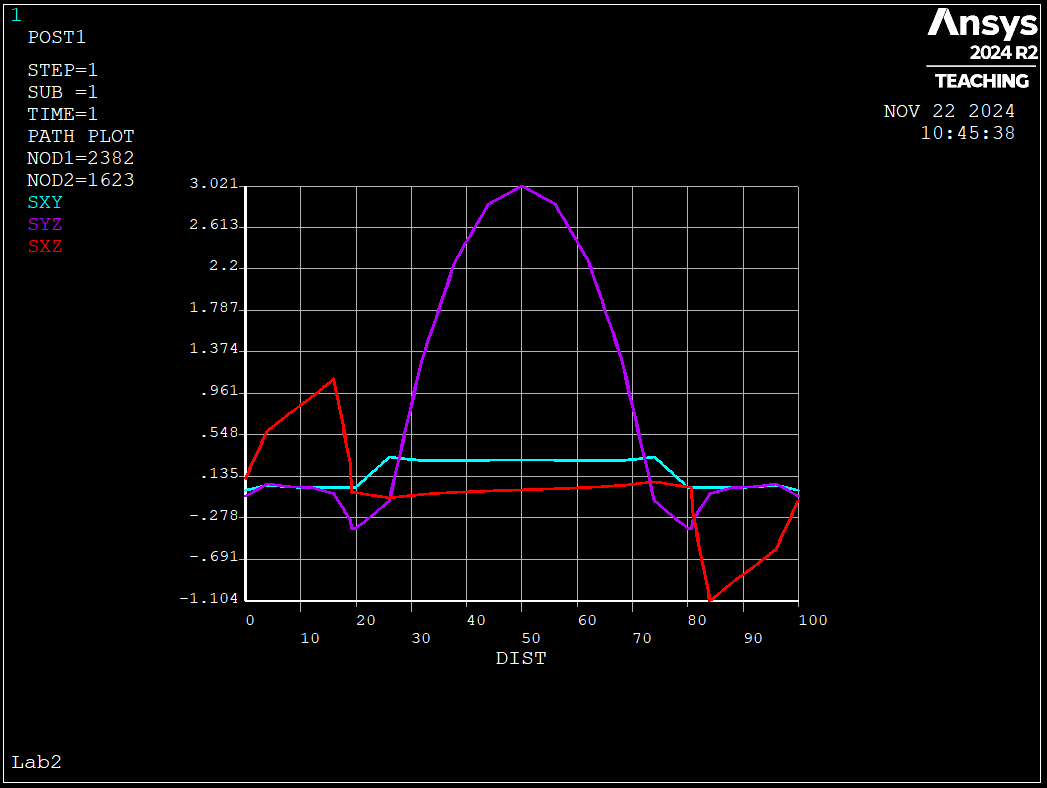 1
POST1
STEP=1
SUB =1
TIME=1
PATH PLOT
NOD1=2382
NOD2=1623
SXY
SYZ
SXZ
Ansys
2024 R2
TEACHING
NOV 22 2024
10:45:38
3.021
2.613
2.2
1.787
1.374
.961
.548
.135
-.278
-.691
-1.104
0 20 40 60 80 100
10 30 50 70 90
DIST
Lab2